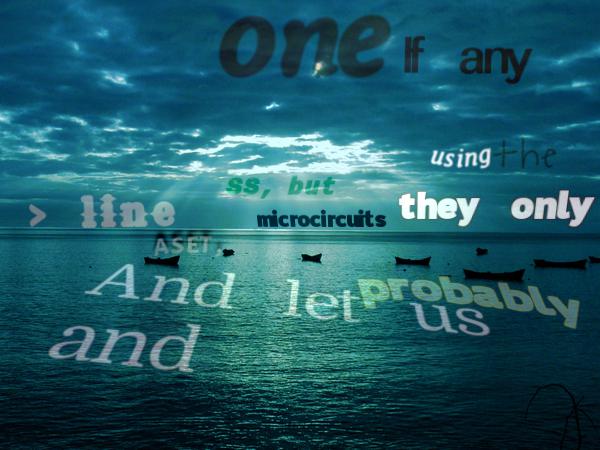 one
If any
using the
ss, but
> line
microcircuits
they only
ASET,
And let us
probably
and